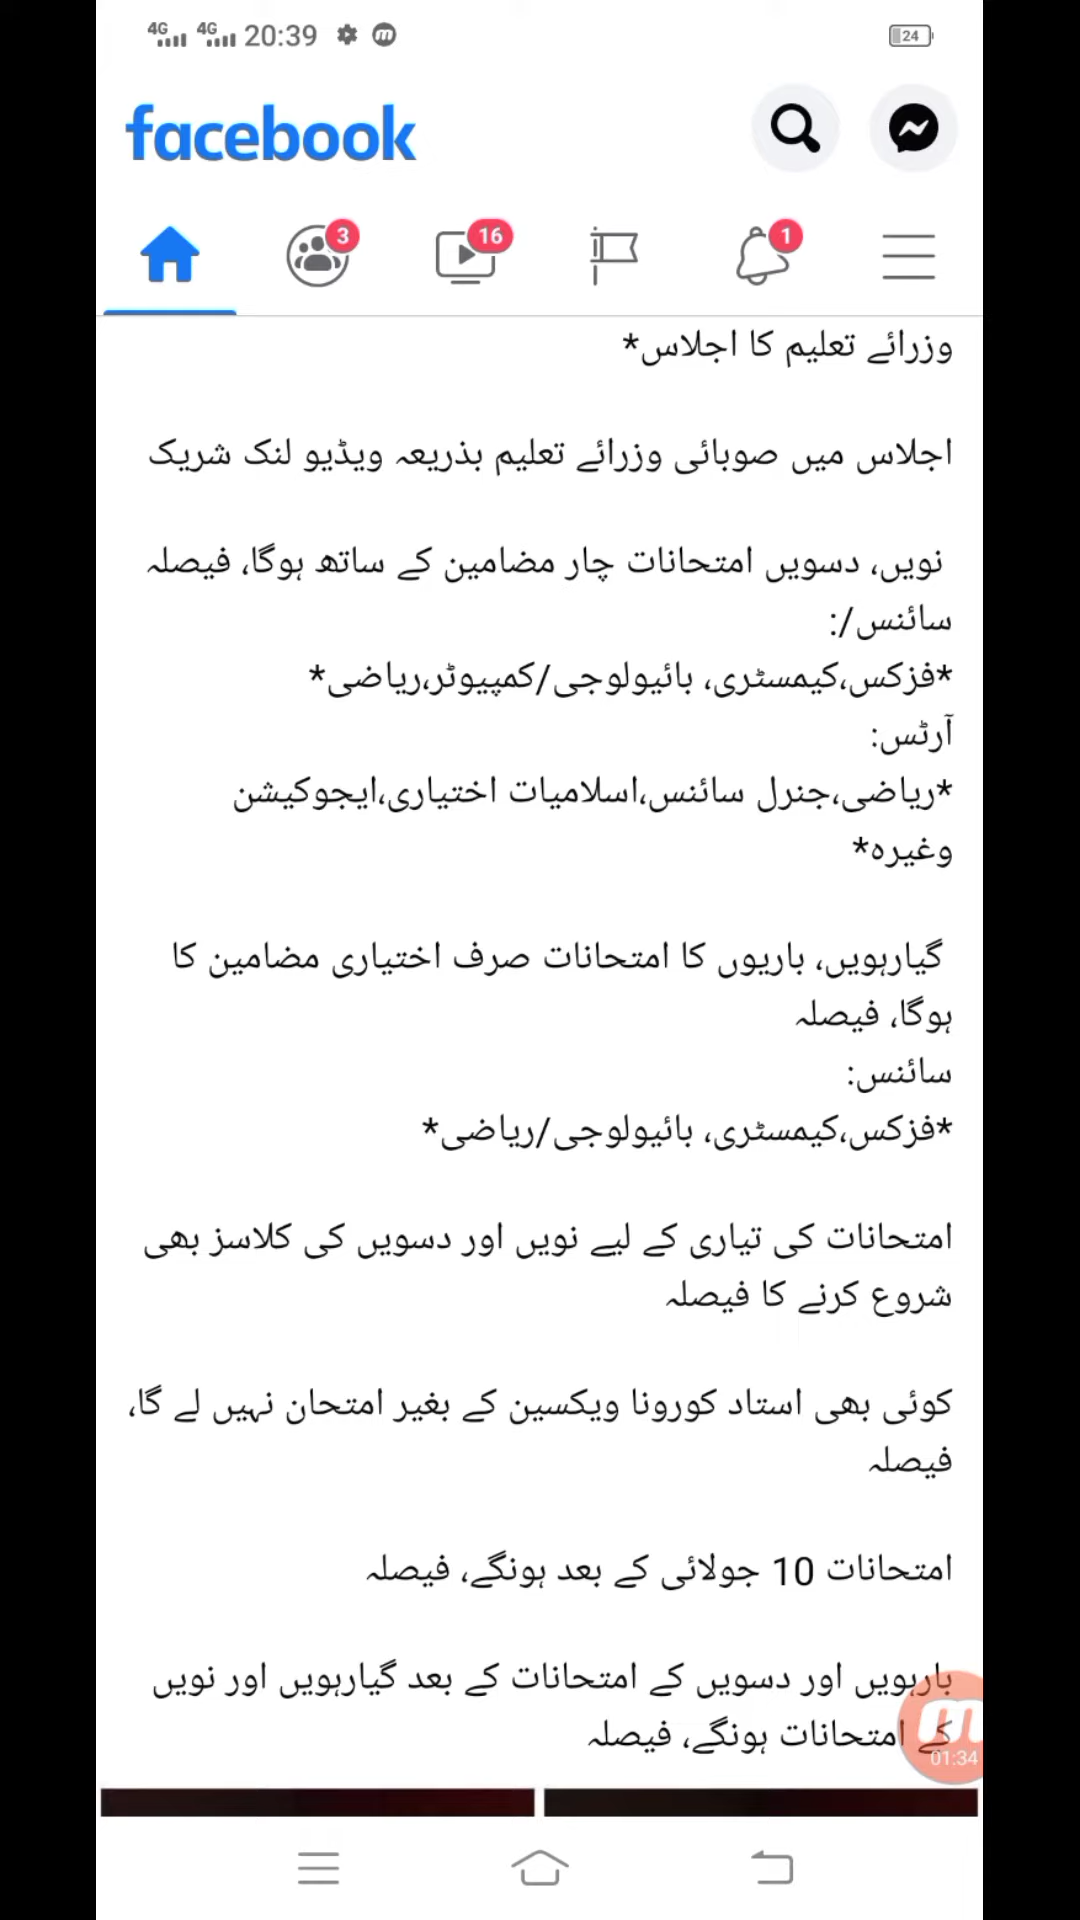 4G 4G 20:39 24
facebook
3 16 1
وزرائے تعلیم کا اجلاس*
اجلاس میں صوبائی وزرائے تعلیم بذریعہ ویڈیو لنک شریک
نویں، دسویں امتحانات چار مضامین کے ساتھ ہوگا، فیصلہ
سائنس/:
*فزکس،کیمسٹری، بائیولوجی/کمپیوٹر،ریاضی*
آرٹس:
*ریاضی،جنرل سائنس،اسلامیات اختیاری،ایجوکیشن
وغیرہ*
گیارہویں، باریوں کا امتحانات صرف اختیاری مضامین کا
ہوگا، فیصلہ
سائنس:
*فزکس،کیمسٹری، بائیولوجی/ریاضی*
امتحانات کی تیاری کے لیے نویں اور دسویں کی کلاسز بھی
شروع کرنے کا فیصلہ
کوئی بھی استاد کورونا ویکسین کے بغیر امتحان نہیں لے گا،
فیصلہ
امتحانات 10 جولائی کے بعد ہونگے، فیصلہ
بارہویں اور دسویں کے امتحانات کے بعد گیارہویں اور نویں
کے امتحانات ہونگے، فیصلہ
01:34